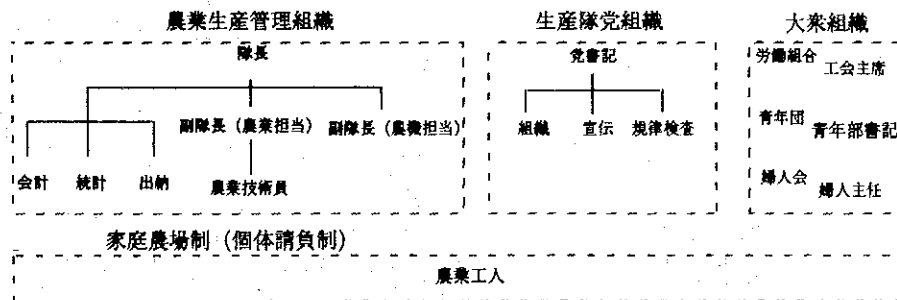 農業生産管理組織
生産隊党組織
大衆組織
隊長
副隊長（農業担当）
副隊長（農機担当）
会計
統計
出納
農業技術員
党書記
組織
宣伝
規律検査
労働組合
工会主席
青年団
青年部書記
婦人会
婦人主任
家庭農場制（個体請負制）
農業工人